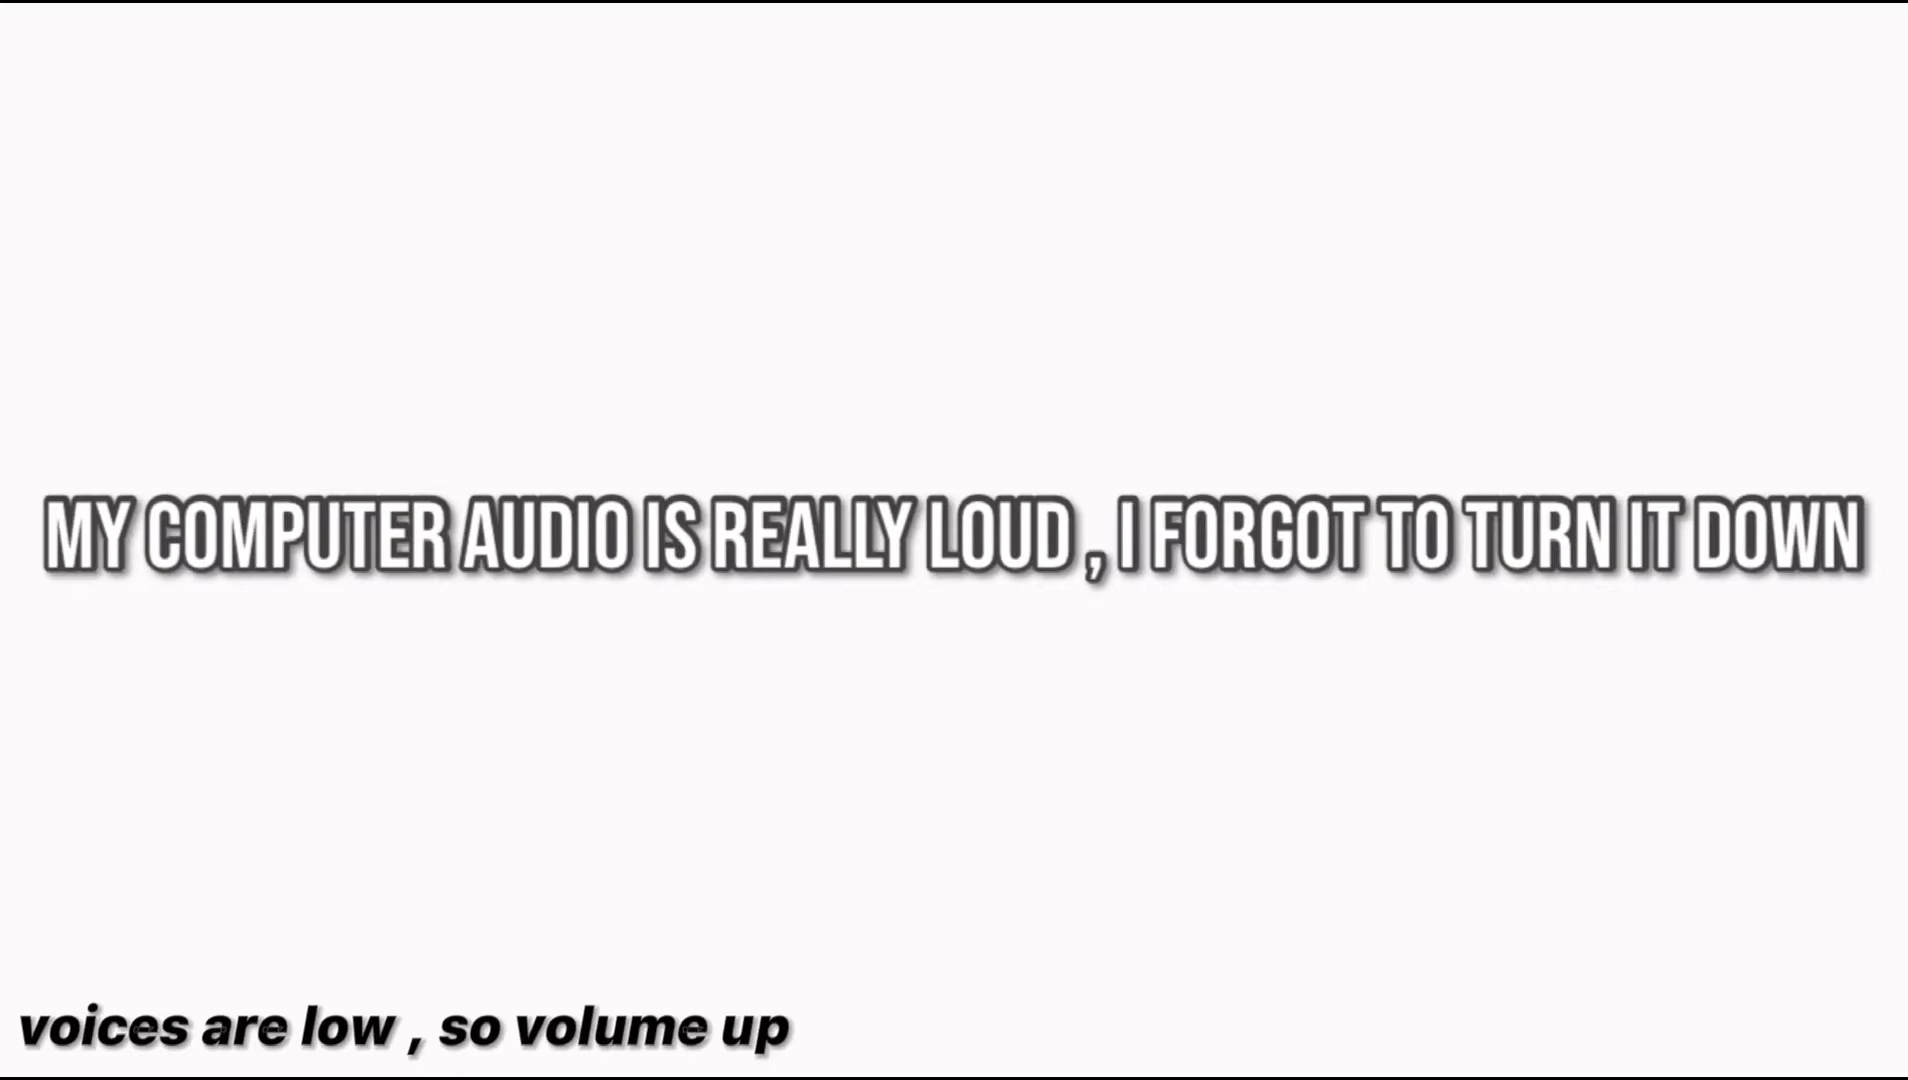 MY COMPUTER AUDIO IS REALLY LOUD , I FORGOT TO TURN IT DOWN
voices are low , so volume up